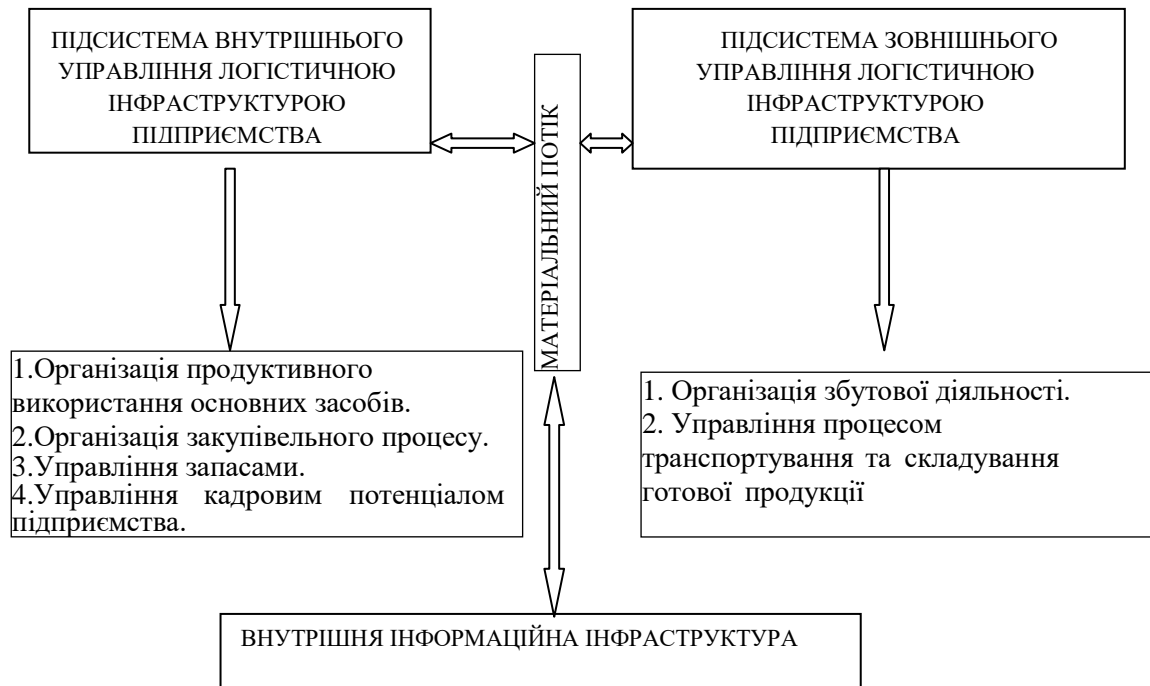 ПІДСИСТЕМА ВНУТРІШНЬОГО
УПРАВЛІННЯ ЛОГІСТИЧНОЮ
ІНФРАСТРУКТУРОЮ
ПІДПРИЄМСТВА
МАТЕРІАЛЬНИЙ ПОТІК
ПІДСИСТЕМА ЗОВНІШНЬОГО
УПРАВЛІННЯ ЛОГІСТИЧНОЮ
ІНФРАСТРУКТУРОЮ
ПІДПРИЄМСТВА
1.Організація продуктивного
використання основних засобів.
2.Організація закупівельного процесу.
3.Управління запасами.
4.Управління кадровим потенціалом
підприємства.
1. Організація збутової діяльності.
2. Управління процесом
транспортування та складування
готової продукції
ВНУТРІШНЯ ІНФОРМАЦІЙНА ІНФРАСТРУКТУРА